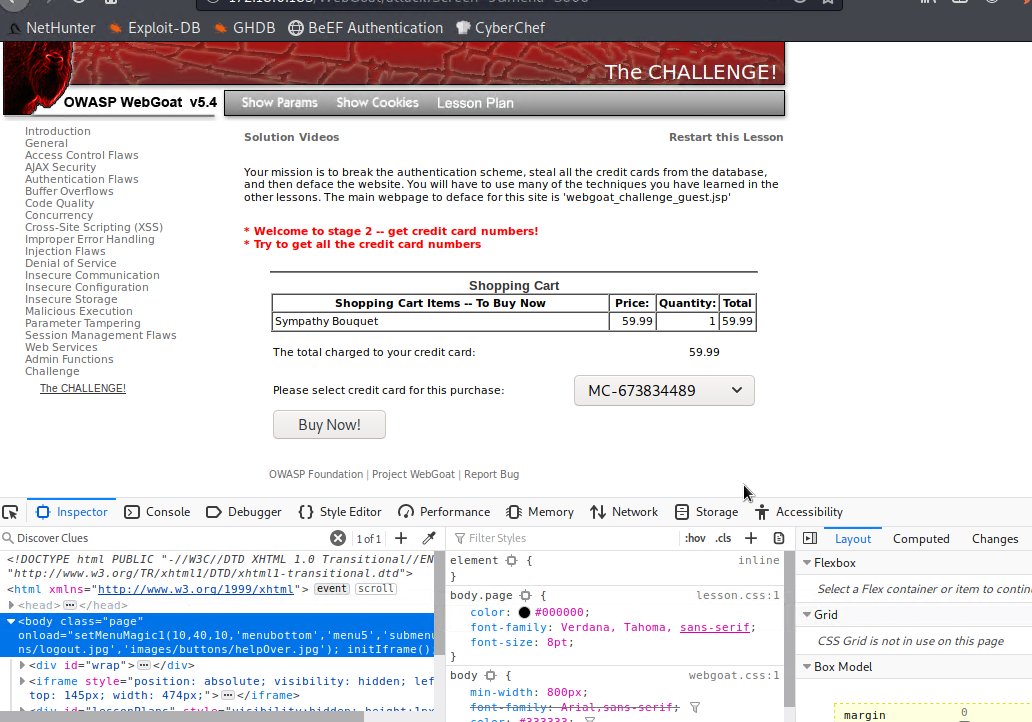 NetHunter Exploit-DB GHDB BeEF Authentication CyberChef
The CHALLENGE!
OWASP WebGoat v5.4
Show Params Show Cookies Lesson Plan
Introduction
General
Access Control Flaws
AJAX Security
Authentication Flaws
Buffer Overflows
Code Quality
Concurrency
Cross-Site Scripting (XSS)
Improper Error Handling
Injection Flaws
Denial of Service
Insecure Communication
Insecure Configuration
Insecure Storage
Malicious Execution
Parameter Tampering
Session Management Flaws
Web Services
Admin Functions
Challenge
The CHALLENGE!
Solution Videos Restart this Lesson
Your mission is to break the authentication scheme, steal all the credit cards from the database,
and then deface the website. You will have to use many of the techniques you have learned in the
other lessons. The main webpage to deface for this site is 'webgoat_challenge_guest.jsp'
* Welcome to stage 2 -- get credit card numbers!
* Try to get all the credit card numbers
Shopping Cart
Shopping Cart Items -- To Buy Now Price: Quantity: Total
Sympathy Bouquet 59.99 1 59.99
The total charged to your credit card: 59.99
Please select credit card for this purchase: MC-673834489
Buy Now!
OWASP Foundation | Project WebGoat | Report Bug
Inspector Console Debugger Style Editor Performance Memory Network Storage Accessibility
Discover Clues 1 of 1
<!DOCTYPE html PUBLIC "-//W3C//DTD XHTML 1.0 Transitional//EN
"http://www.w3.org/TR/xhtml1/DTD/xhtml1-transitional.dtd">
<html xmlns="http://www.w3.org/1999/xhtml"> event scroll
<head> </head>
<body class="page"
onload="setMenuMagic1(10,40,10,'menubottom','menu5','submenu
ns/logout.jpg','images/buttons/helpOver.jpg'); initIframe()
<div id="wrap"> </div>
<iframe style="position: absolute; visibility: hidden; lef
top: 145px; width: 474px;"> </iframe>
Filter Styles :hov .cls
element { inline
}
body.page { lesson.css:1
color: #000000;
font-family: Verdana, Tahoma, sans-serif;
font-size: 8pt;
}
body { webgoat.css:1
min-width: 800px;
font-family: Arial,sans-serif;
color: #333333;
Layout Computed Changes
Flexbox
Select a Flex container or item to contin
Grid
CSS Grid is not in use on this page
Box Model
margin 0